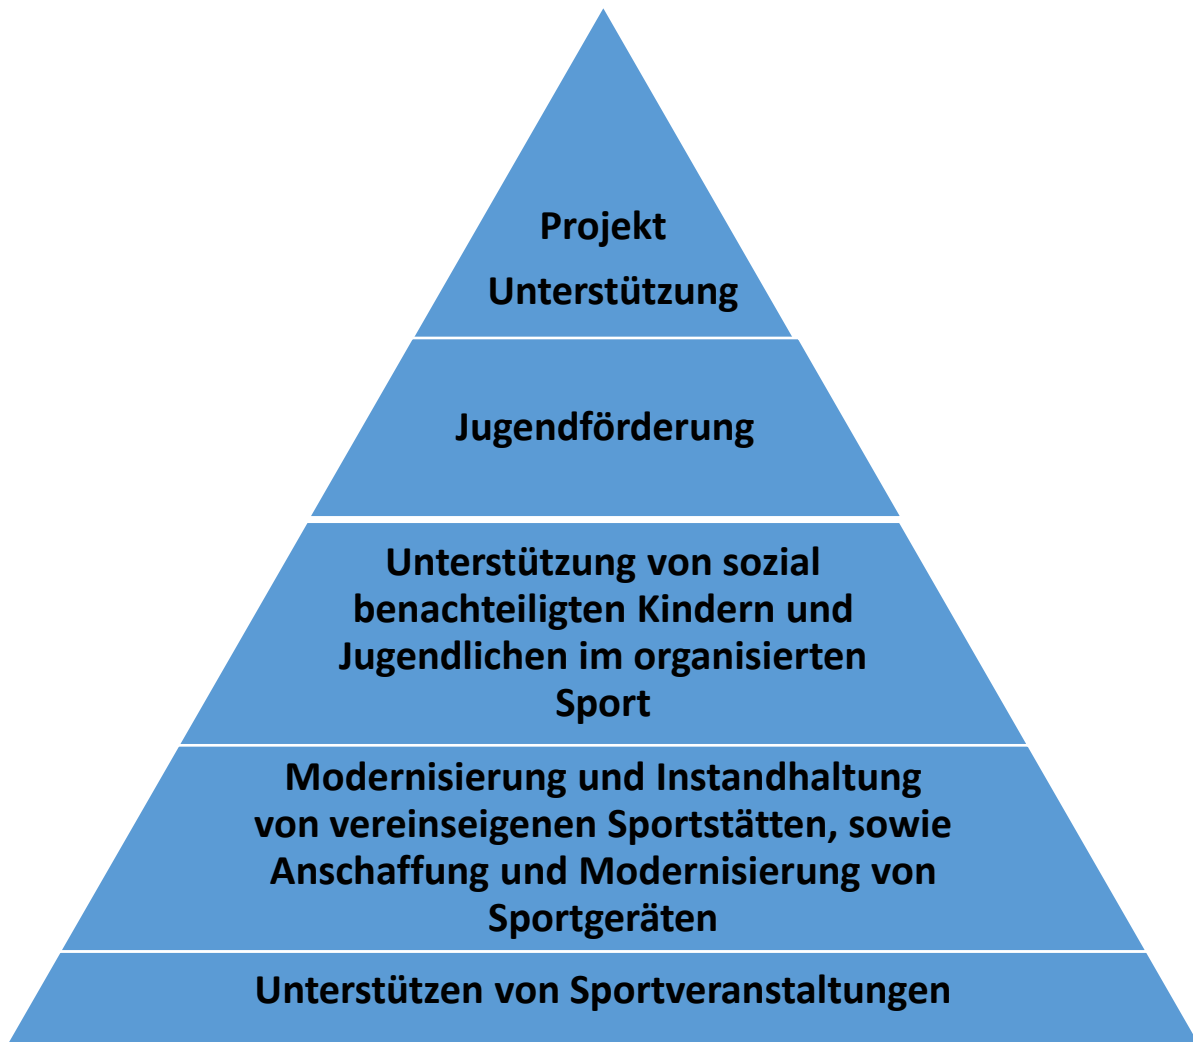 Projekt
Unterstützung
Jugendförderung
Unterstützung von sozial
benachteiligten Kindern und
Jugendlichen im organisierten
Sport
Modernisierung und Instandhaltung
von vereinseigenen Sportstätten, sowie
Anschaffung und Modernisierung von
Sportgeräten
Unterstützen von Sportveranstaltungen